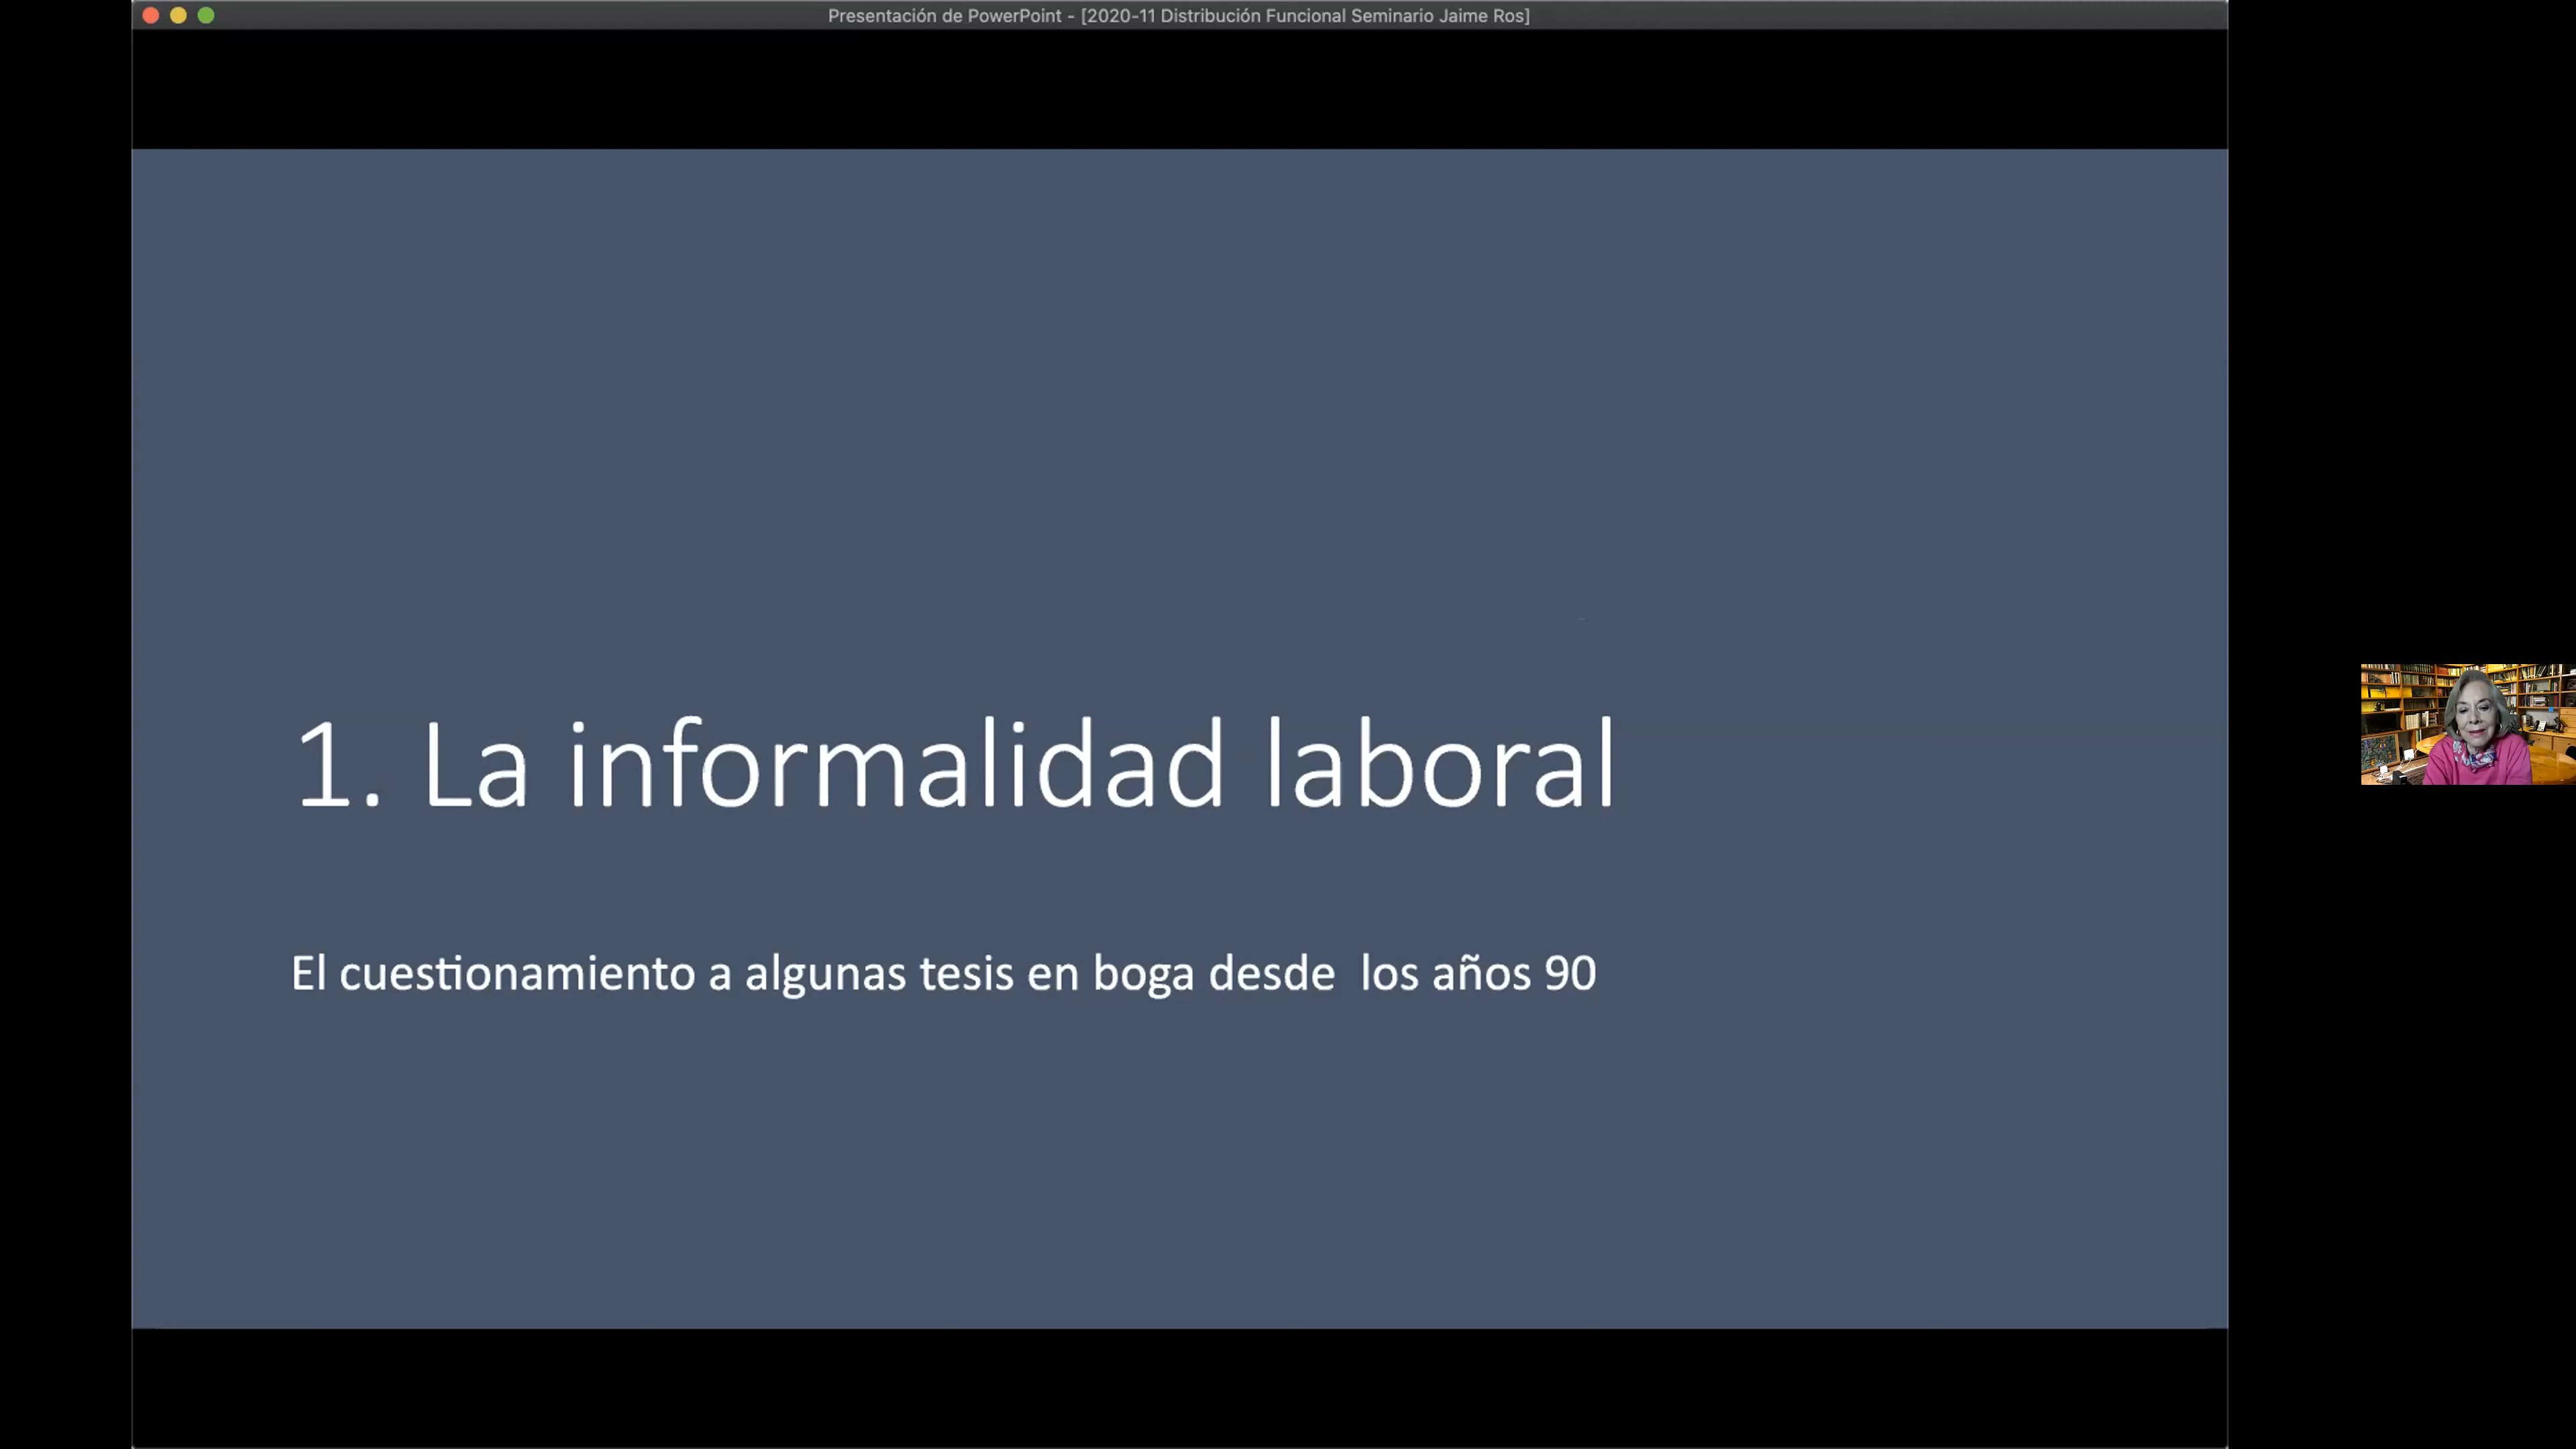 Presentación de PowerPoint - [2020-11 Distribución Funcional Seminario Jaime Ros]
1. La informalidad laboral
El cuestionamiento a algunas tesis en boga desde  los años 90